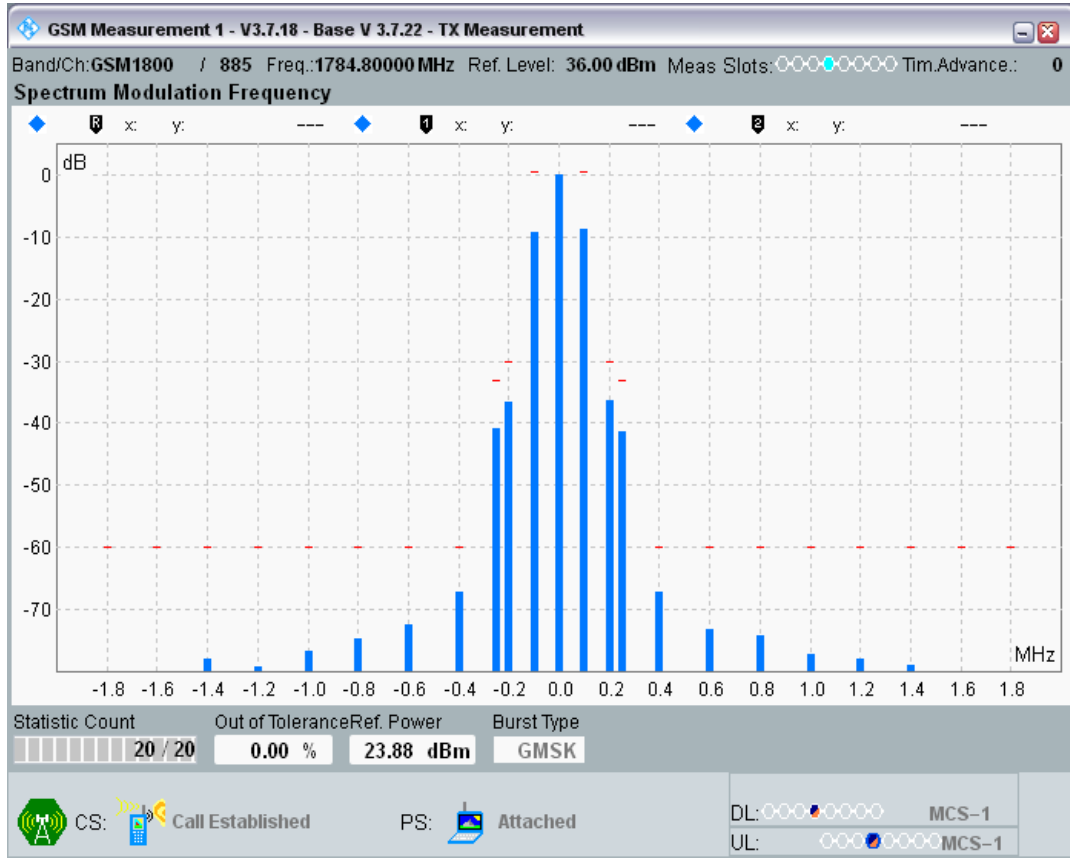 GSM Measurement 1 - V3.7.18 - Base V 3.7.22 - TX Measurement
Band/Ch:GSM1800 / 885 Freq.:1784.80000 MHz Ref. Level: 36.00 dBm Meas Slots: Tim.Advance.: 0
Spectrum Modulation Frequency
R x: y: --- 1 x: y: --- 2 x: y: ---
dB
0
-10
-20
-30
-40
-50
-60
-70
MHz
-1.8 -1.6 -1.4 -1.2 -1.0 -0.8 -0.6 -0.4 -0.2 0.0 0.2 0.4 0.6 0.8 1.0 1.2 1.4 1.6 1.8
Statistic Count Out of Tolerance Ref. Power Burst Type
20 / 20 0.00 % 23.88 dBm GMSK
CS: Call Established PS: Attached DL: MCS-1
UL: MCS-1